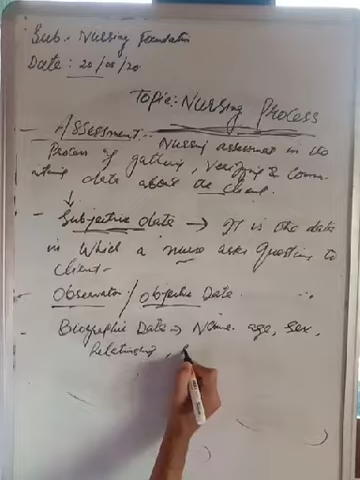 Sub:- Nursing Foundation
Date: 20/08/20
Topic: Nursing Process
Assessment:- Nursing assessment is the
Process of gathering, Verifying & Comm
ating data about the client.
↓
- Subjective data → It is the data
in which a nurse asks question to
client-
- Observation / objective Data
- Biographic Data ⇒ Name. age, sex,
Relationship,